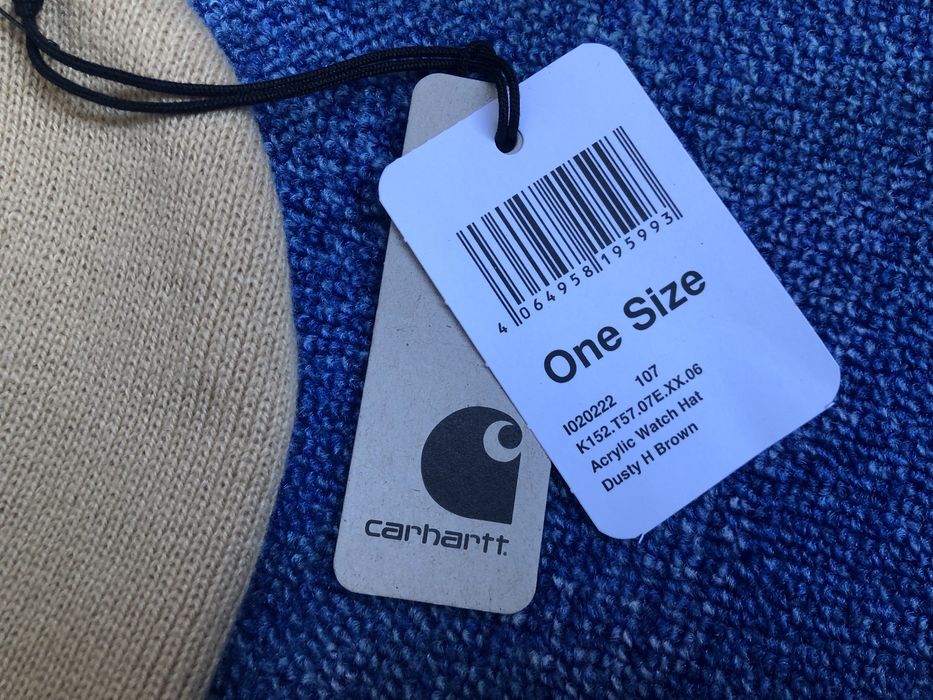 4 064958 195993
One Size
I020222 107
K152.T57.07E.XX.06
Acrylic Watch Hat
Dusty H Brown
carhartt